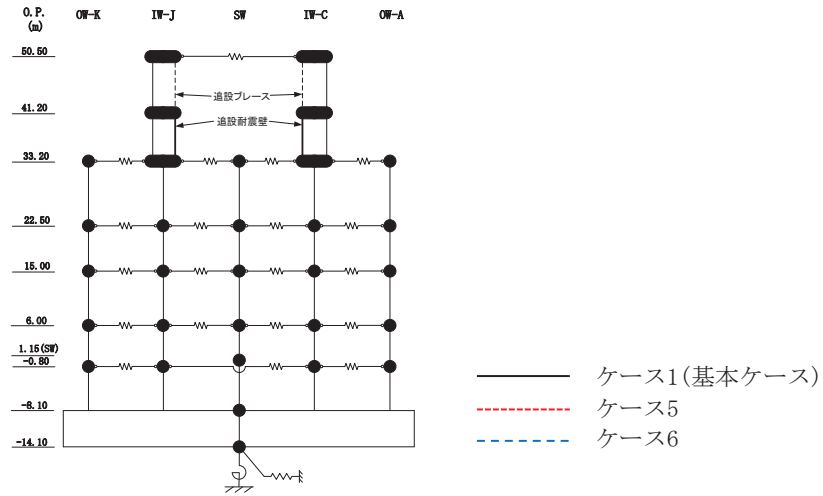 O.P.
(m)
OW-K IW-J SW IW-C OW-A
50.50
追設ブレース
41.20
追設耐震壁
33.20
22.50
15.00
6.00
1.15(SW)
-0.80
-8.10
-14.10
ケース1(基本ケース)
ケース5
ケース6